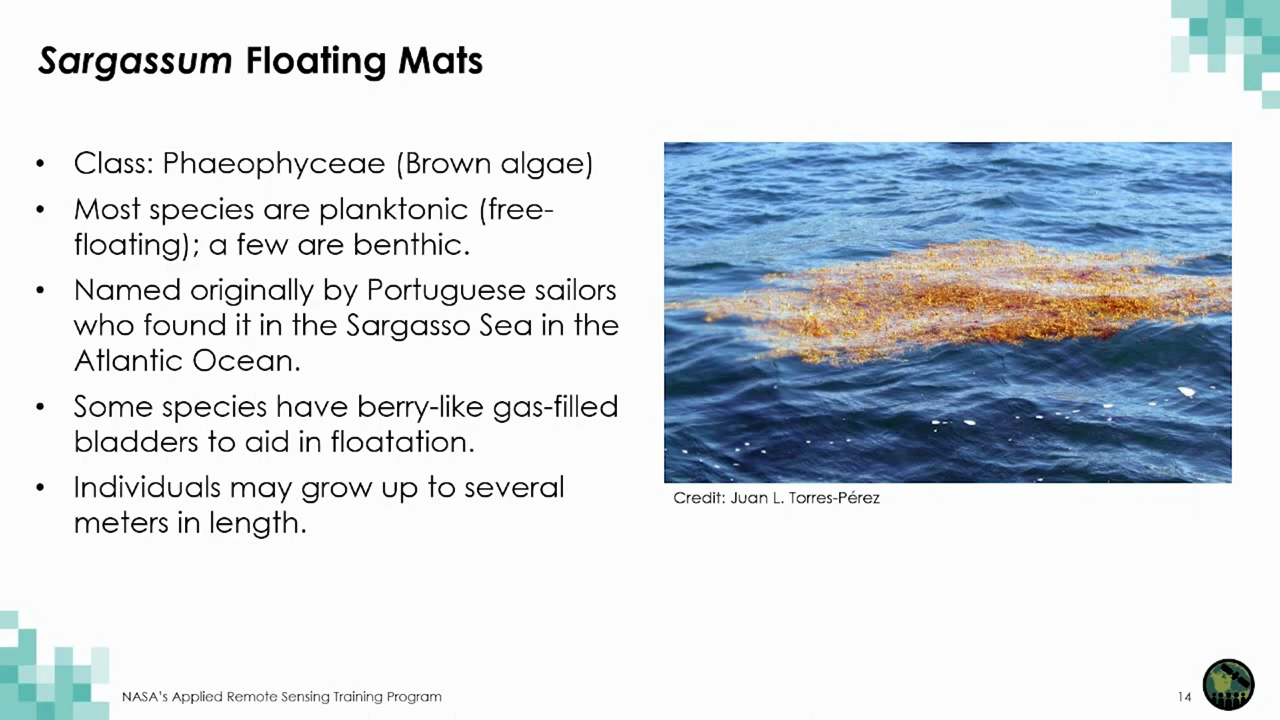 Sargassum Floating Mats
• Class: Phaeophyceae (Brown algae)
• Most species are planktonic (free-
floating); a few are benthic.
• Named originally by Portuguese sailors
who found it in the Sargasso Sea in the
Atlantic Ocean.
• Some species have berry-like gas-filled
bladders to aid in floatation.
• Individuals may grow up to several
meters in length.
Credit: Juan L. Torres-Pérez
NASA's Applied Remote Sensing Training Program
14